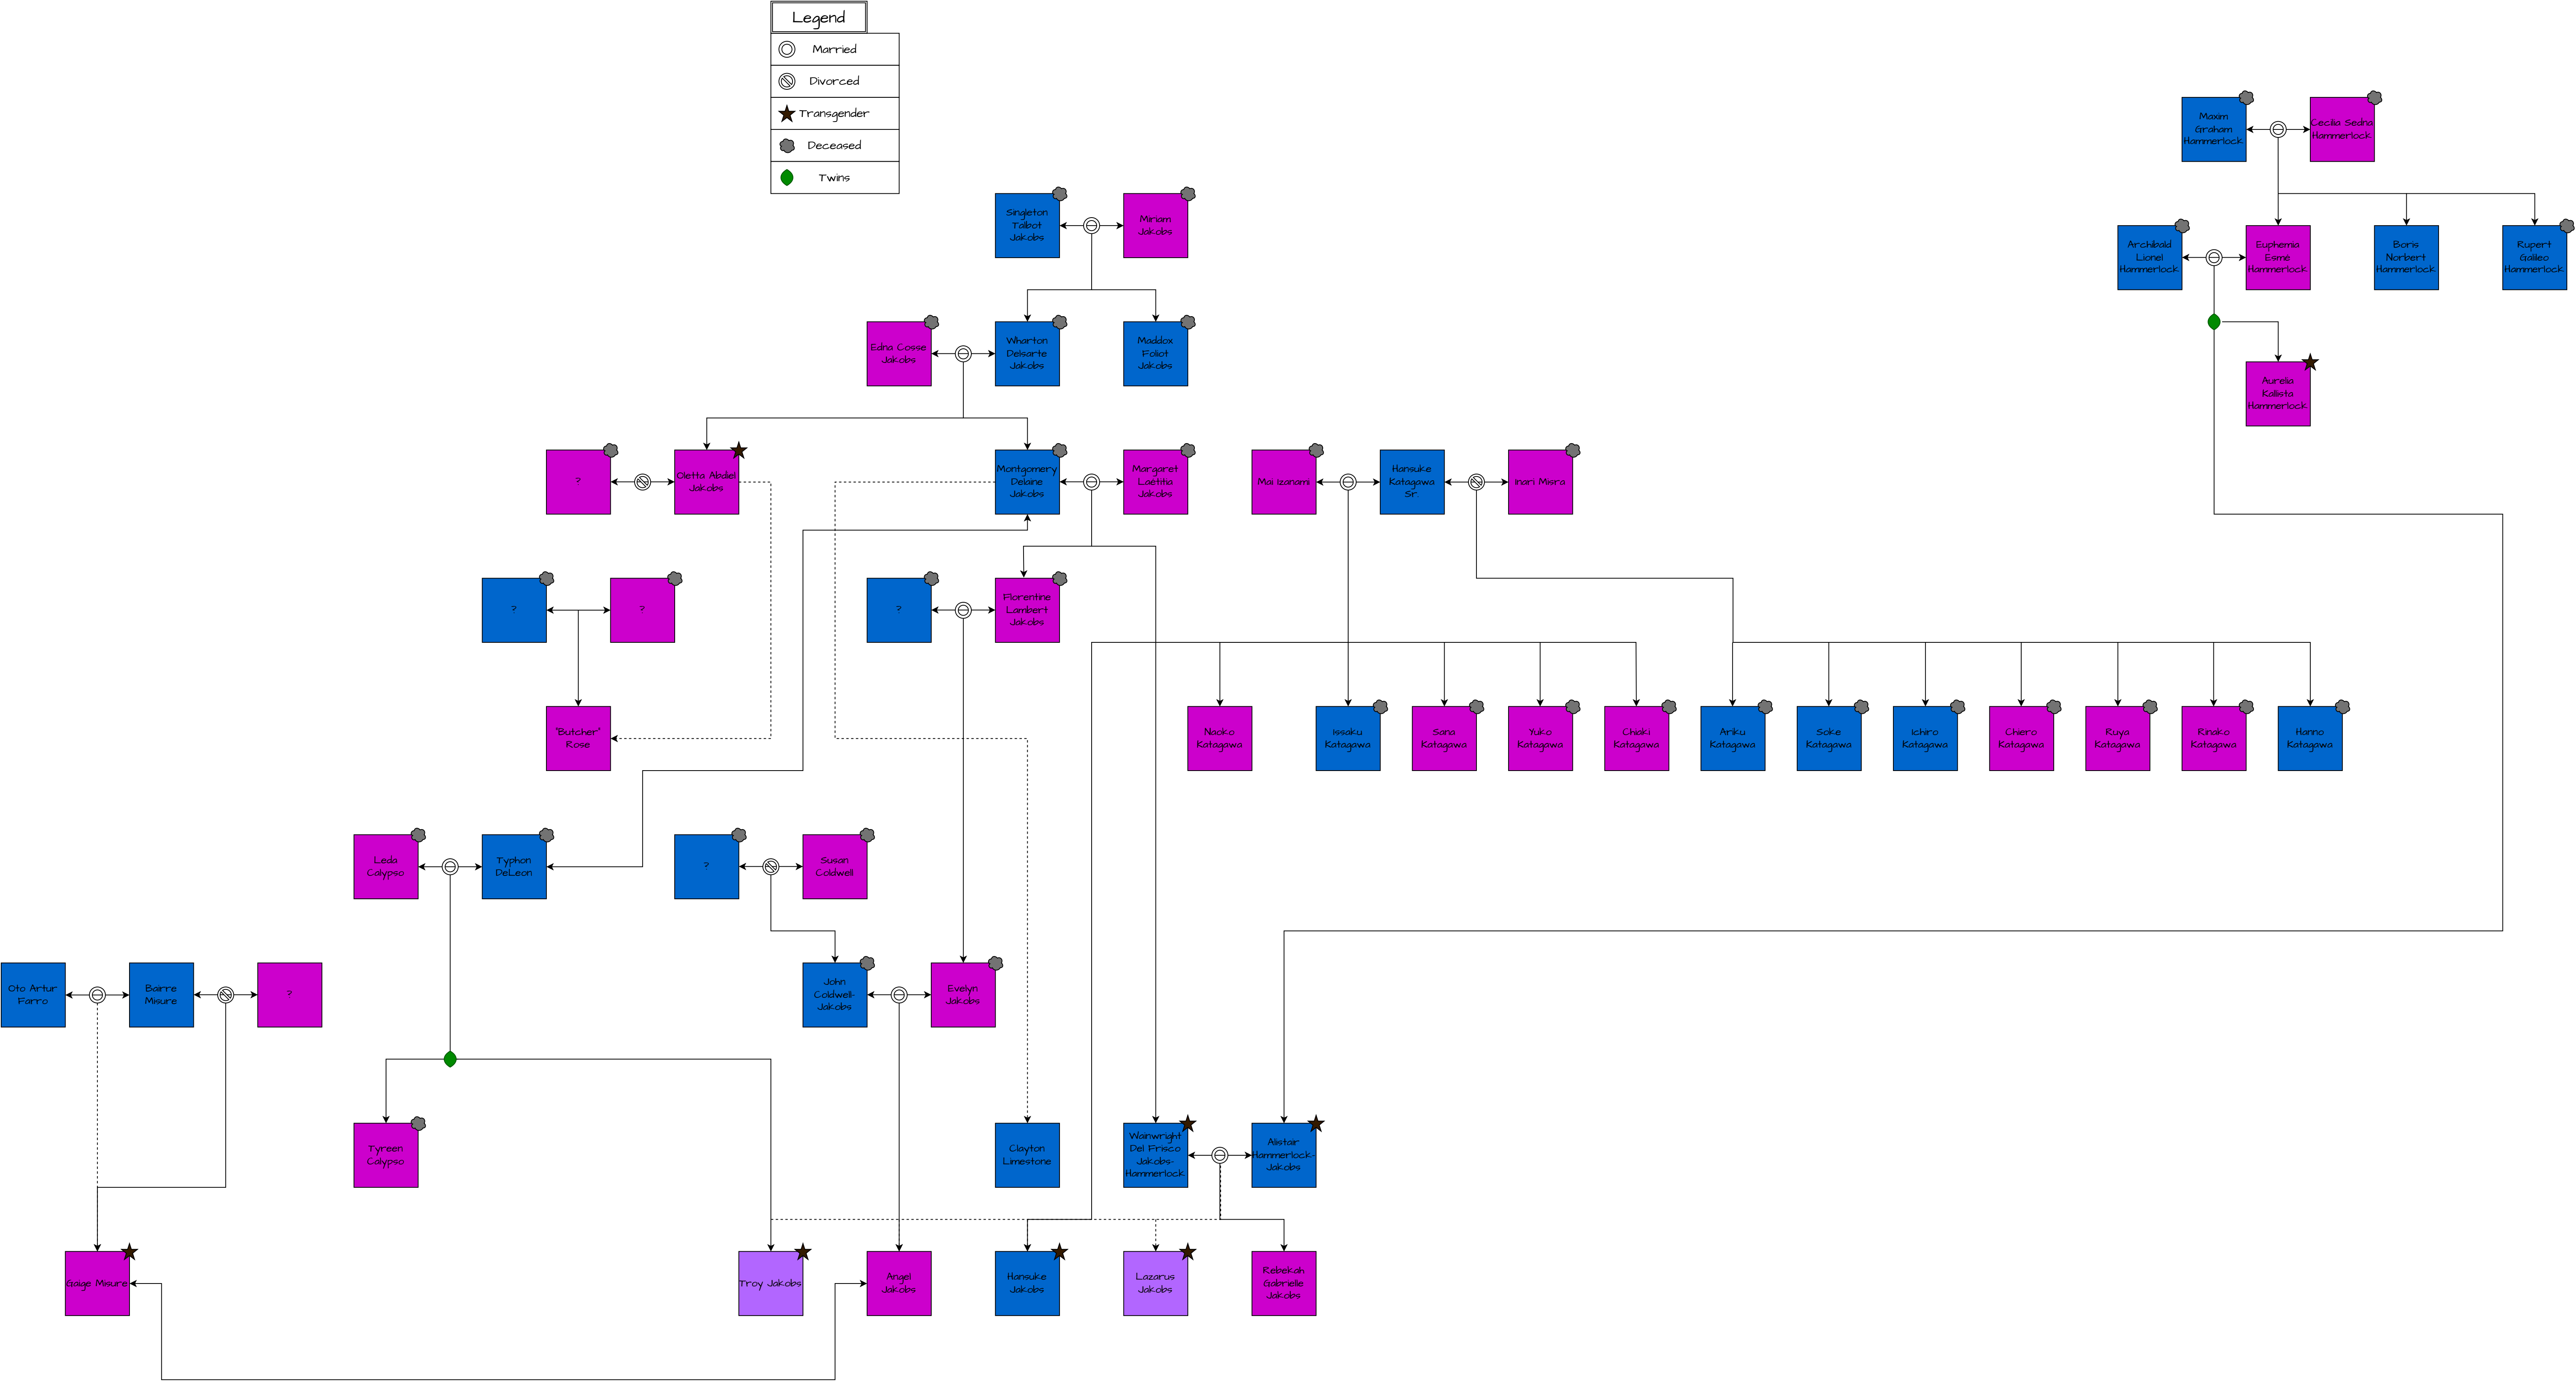 Legend
Married
Divorced
Transgender
Deceased
Twins
Maxim
Graham
Hammerlock
Cecilia Sedna
Hammerlock
Singleton
Talbot
Jakobs
Miriam
Jakobs
Archibald
Lionel
Hammerlock
Euphemia
Esmé
Hammerlock
Boris
Norbert
Hammerlock
Rupert
Galileo
Hammerlock
Edna Cosse
Jakobs
Wharton
Delsarte
Jakobs
Maddox
Foliot
Jakobs
Aurelia
Kallista
Hammerlock
?
Oletta Abdiel
Jakobs
Montgomery
Delaine
Jakobs
Margaret
Laetitia
Jakobs
Mai Izanami
Hansuke
Katagawa
Sr.
Inari Misra
?
?
?
Florentine
Lambert
Jakobs
"Butcher"
Rose
Naoko
Katagawa
Issaku
Katagawa
Sana
Katagawa
Yuko
Katagawa
Chiaki
Katagawa
Ariku
Katagawa
Soke
Katagawa
Ichiro
Katagawa
Chiero
Katagawa
Ruya
Katagawa
Rinako
Katagawa
Hanno
Katagawa
Leda
Calypso
Typhon
DeLeon
?
Susan
Coldwell
Oto Artur
Farro
Bairre
Misure
?
John
Coldwell-
Jakobs
Evelyn
Jakobs
Tyreen
Calypso
Clayton
Limestone
Wainwright
Del Frisco
Jakobs-
Hammerlock
Alistair
Hammerlock-
Jakobs
Gaige Misure
Troy Jakobs
Angel
Jakobs
Hansuke
Jakobs
Lazarus
Jakobs
Rebekah
Gabrielle
Jakobs